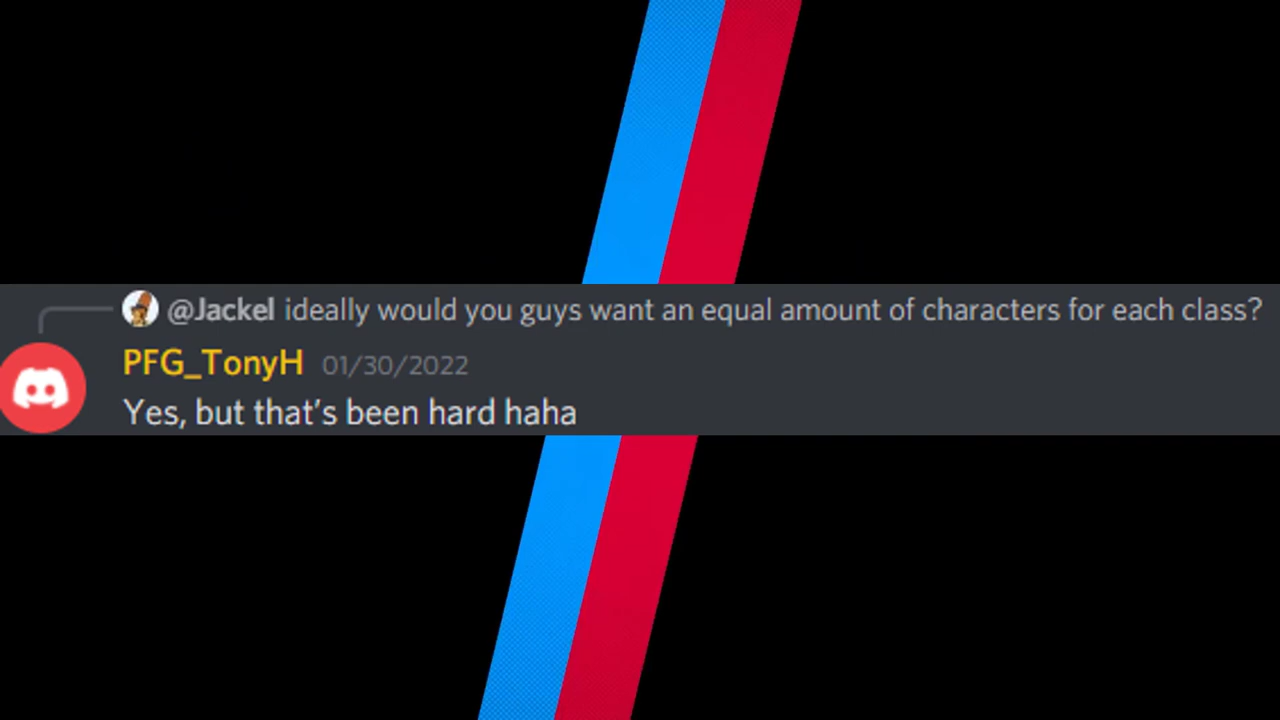 @Jackel ideally would you guys want an equal amount of characters for each class?
PFG_TonyH 01/30/2022
Yes, but that’s been hard haha